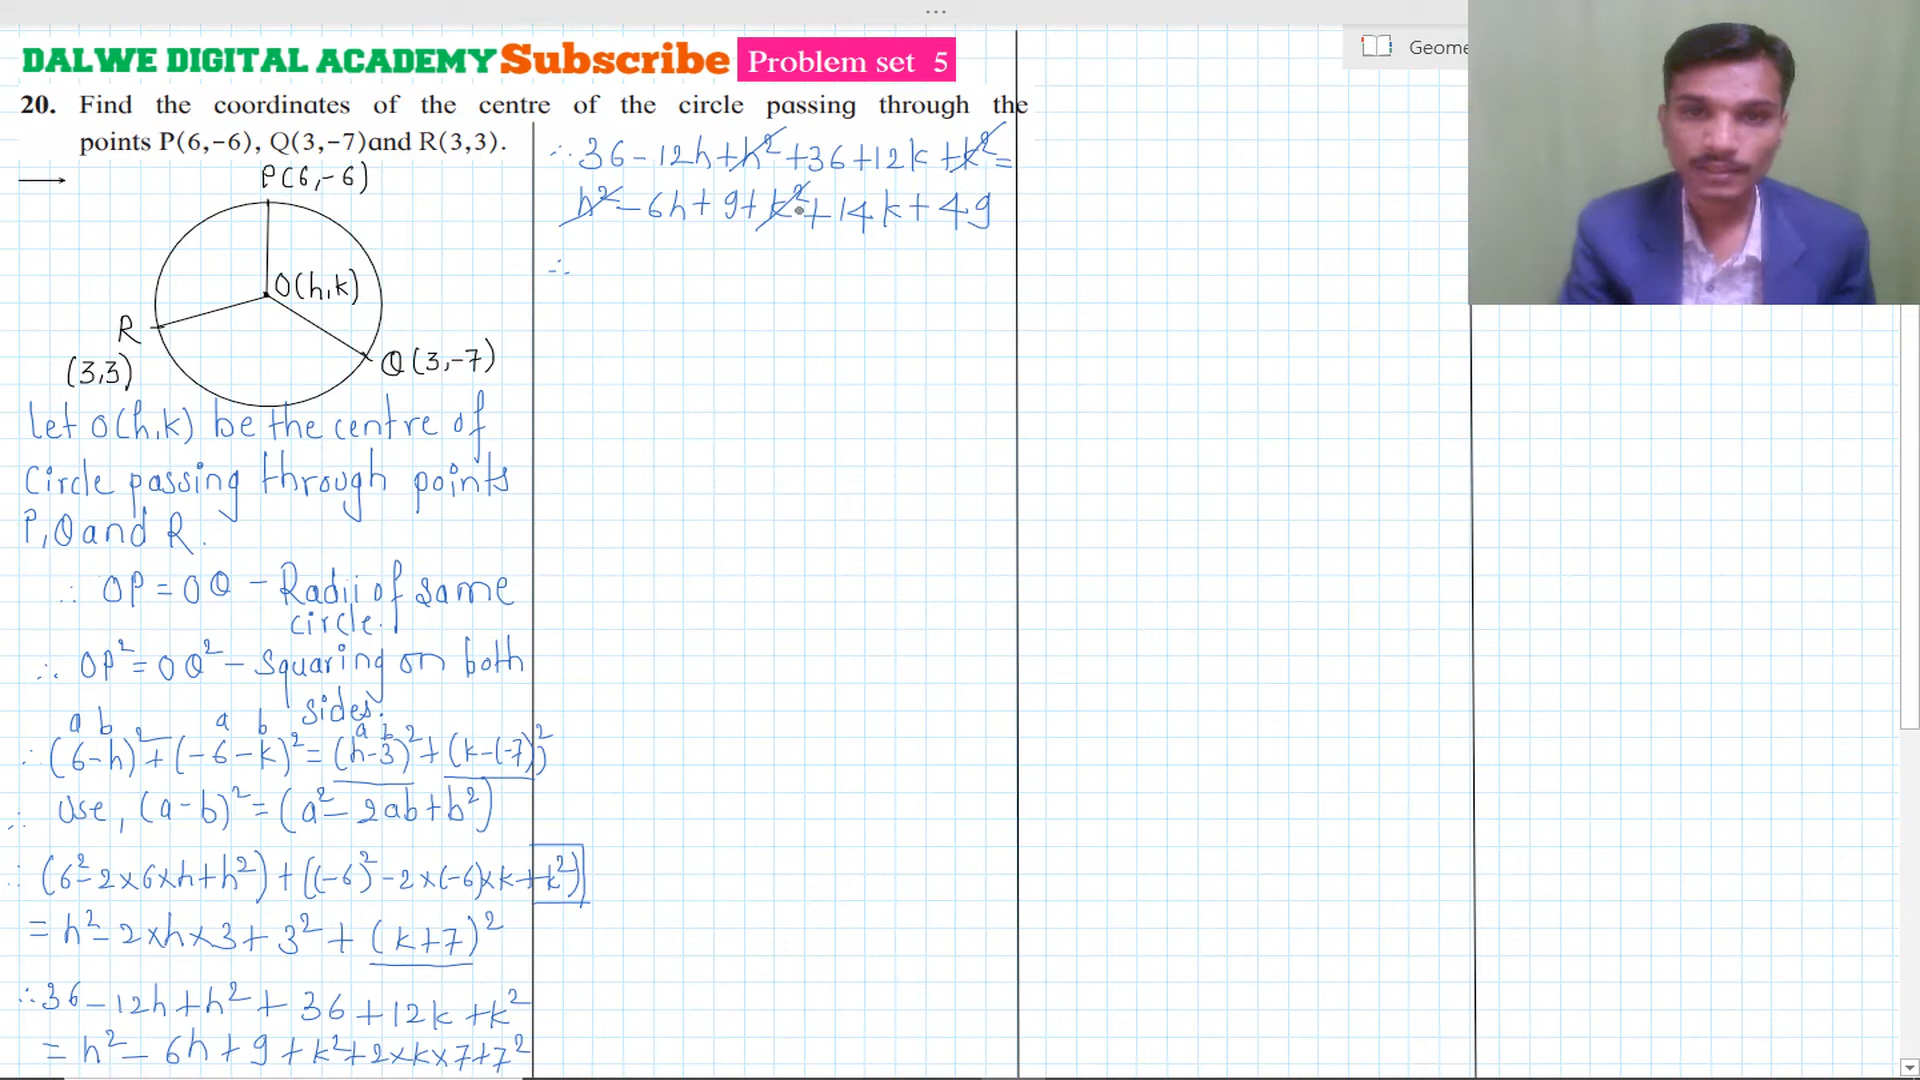 ...
DALWE DIGITAL ACADEMY Subscribe Problem set 5
Geome
20. Find the coordinates of the centre of the circle passing through the
points P(6,-6), Q(3,-7)and R(3,3).
P(6,-6)
O(h,k)
R
(3,3)
Q(3,-7)
Let O(h,k) be the centre of
Circle passing through points
P,Q and R.
∴ OP = OQ - Radii of same
circle.
∴ OP² = OQ² - Squaring on both
sides.
a b a b a b
∴ (6-h)² + (-6-k)² = (h-3)² + (k-(-7))²
∴ Use, (a-b)² = (a²-2ab+b²)
∴ (6²-2×6×h+h²) + ((-6)²-2×(-6)×k+k²)
= h²-2×h×3+3²+(k+7)²
∴ 36-12h+h²+36+12k+k²
= h²-6h+9+k²+2×k×7+7²
∴ 36-12h+h²+36+12k+k²=
h²-6h+9+k²+14k+49
∴